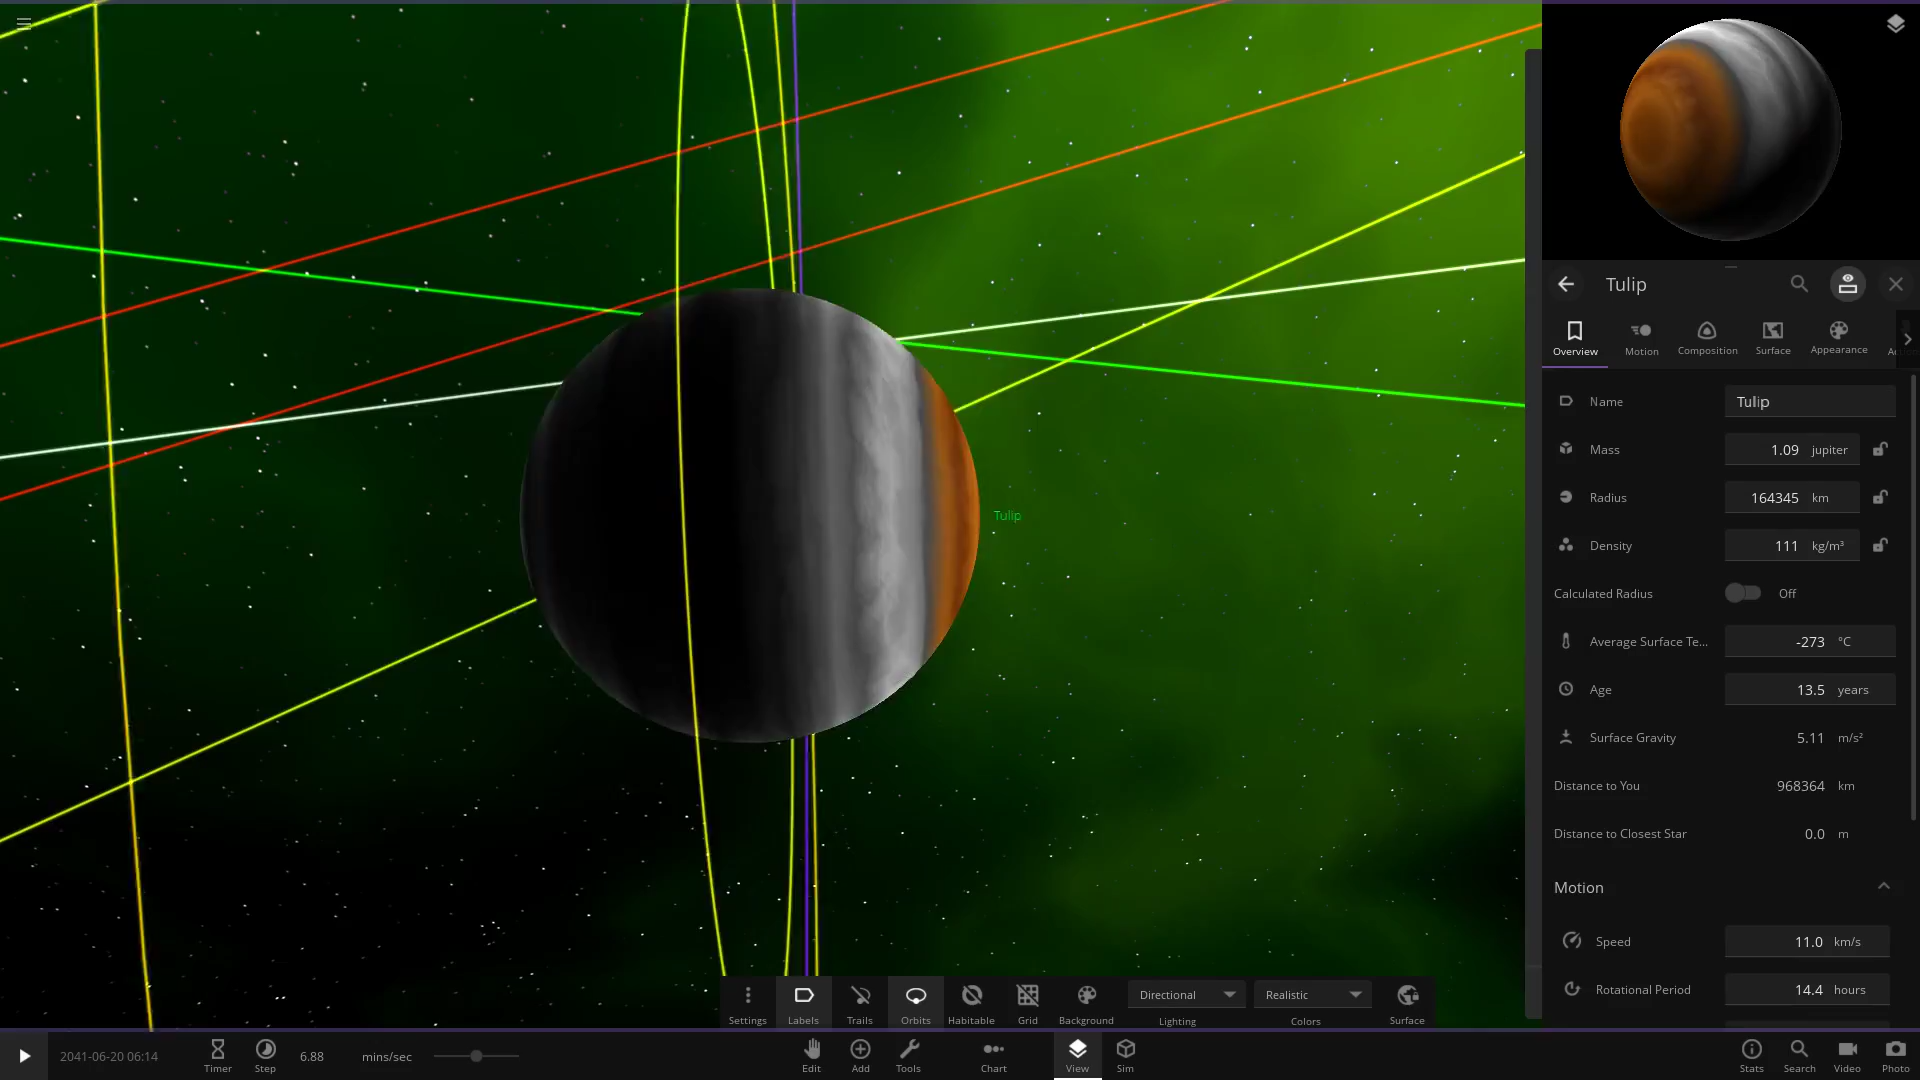 Tulip
Overview
Motion
Composition
Surface
Appearance
Name
Tulip
Mass
1.09 jupiter
Radius
164345 km
Density
111 kg/m³
Calculated Radius
Off
Average Surface Te...
-273 °C
Age
13.5 years
Surface Gravity
5.11 m/s²
Distance to You
968364 km
Distance to Closest Star
0.0 m
Motion
Speed
11.0 km/s
Rotational Period
14.4 hours
Tulip
Settings
Labels
Trails
Orbits
Habitable
Grid
Background
Directional
Lighting
Realistic
Colors
Surface
2041-06-20 06:14
Timer
Step
6.88 mins/sec
Edit
Add
Tools
Chart
View
Sim
Stats
Search
Video
Photo